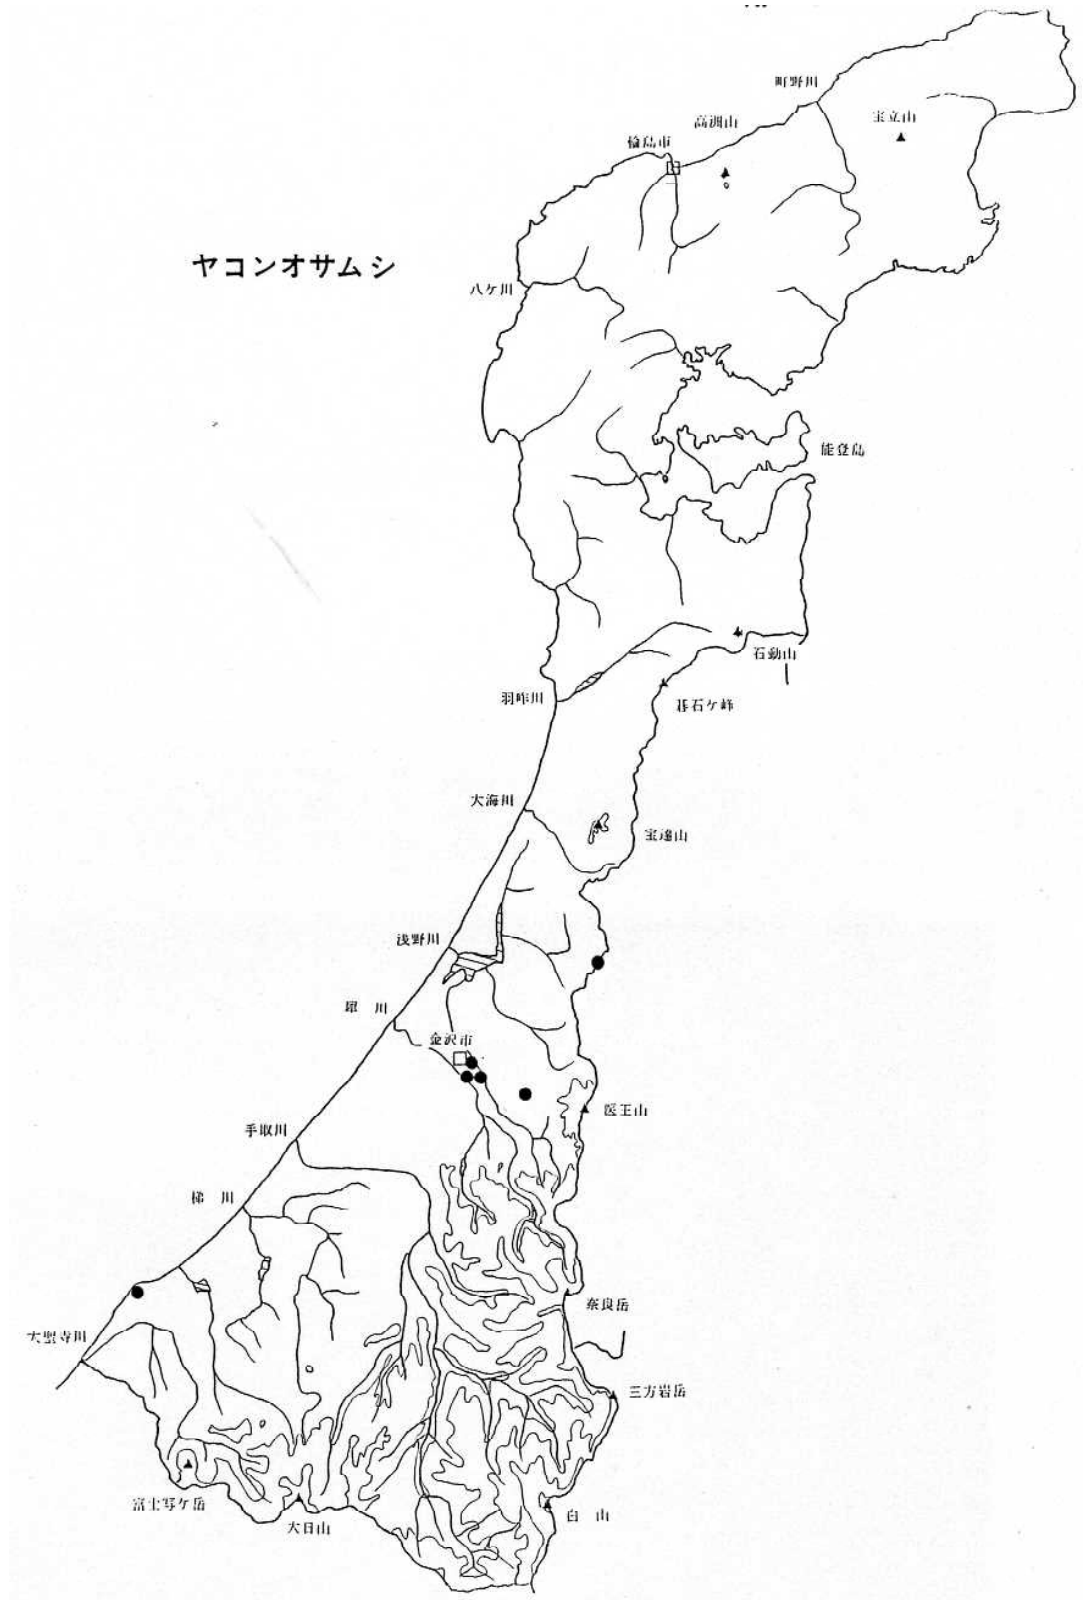 町野川
宝立山
高洲山
輪島市
ヤコンオサムシ
八ケ川
能登島
石動山
羽咋川
碁石ケ峰
大海川
宝達山
浅野川
犀川
金沢市
医王山
手取川
梯川
奈良岳
大聖寺川
三方岩岳
富士写ケ岳
白山
大日山